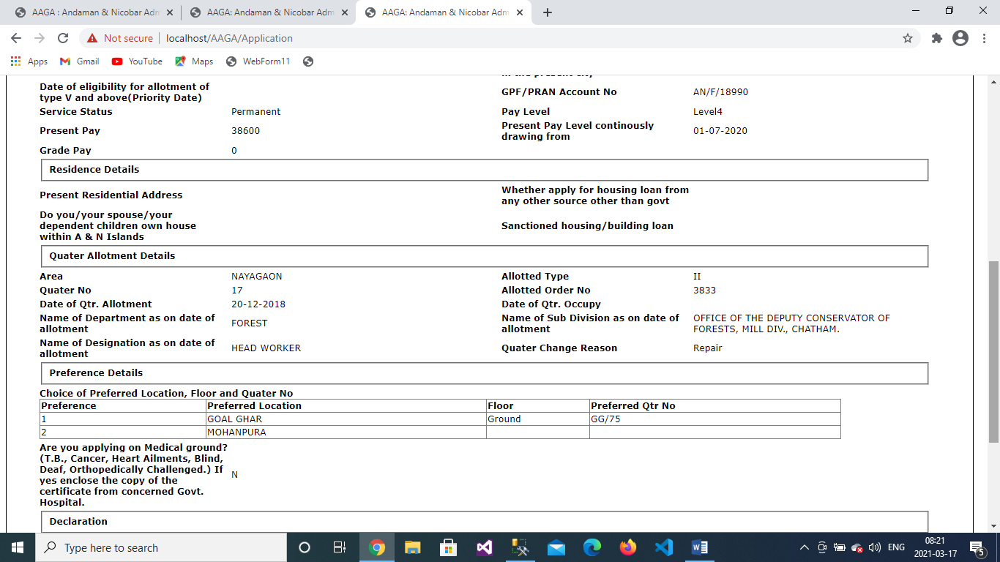 AAGA : Andaman & Nicobar Adm
AAGA: Andaman & Nicobar Adm
AAGA: Andaman & Nicobar Adm
Not secure localhost/AAGA/Application
Apps Gmail YouTube Maps WebForm11
in the present city
Date of eligibility for allotment of
type V and above(Priority Date)
GPF/PRAN Account No AN/F/18990
Service Status Permanent Pay Level Level4
Present Pay 38600
Present Pay Level continously
drawing from
01-07-2020
Grade Pay 0
Residence Details
Present Residential Address
Whether apply for housing loan from
any other source other than govt
Do you/your spouse/your
dependent children own house
within A & N Islands
Sanctioned housing/building loan
Quater Allotment Details
Area NAYAGAON Allotted Type II
Quater No 17 Allotted Order No 3833
Date of Qtr. Allotment 20-12-2018 Date of Qtr. Occupy
Name of Department as on date of
allotment
FOREST
Name of Sub Division as on date of
allotment
OFFICE OF THE DEPUTY CONSERVATOR OF
FORESTS, MILL DIV., CHATHAM.
Name of Designation as on date of
allotment
HEAD WORKER
Quater Change Reason Repair
Preference Details
Choice of Preferred Location, Floor and Quater No
Preference Preferred Location Floor Preferred Qtr No
1 GOAL GHAR Ground GG/75
2 MOHANPURA
Are you applying on Medical ground?
(T.B., Cancer, Heart Ailments, Blind,
Deaf, Orthopedically Challenged.) If
yes enclose the copy of the
certificate from concerned Govt.
Hospital.
N
Declaration
Type here to search
ENG
08:21
2021-03-17
5